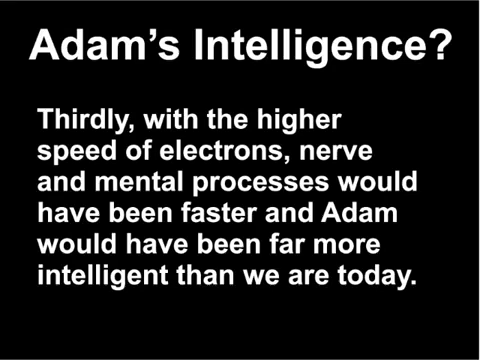 Adam's Intelligence?
Thirdly, with the higher
speed of electrons, nerve
and mental processes would
have been faster and Adam
would have been far more
intelligent than we are today.